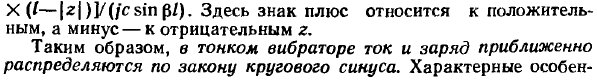 × (l—|z|)]/(jc sin βl). Здесь знак плюс относится к положитель-
ным, а минус — к отрицательным z.
Таким образом, в тонком вибраторе ток и заряд приближенно
распределяются по закону кругового синуса. Характерные особен-